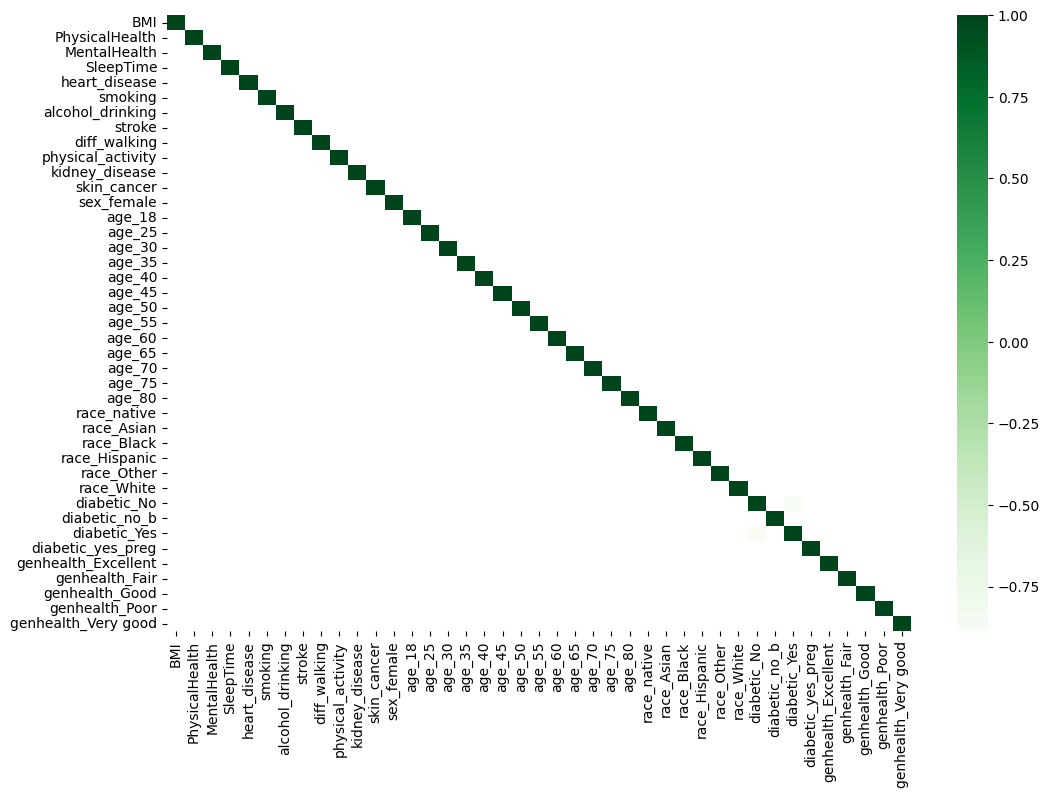 BMI
PhysicalHealth
MentalHealth
SleepTime
heart_disease
smoking
alcohol_drinking
stroke
diff_walking
physical_activity
kidney_disease
skin_cancer
sex_female
age_18
age_25
age_30
age_35
age_40
age_45
age_50
age_55
age_60
age_65
age_70
age_75
age_80
race_native
race_Asian
race_Black
race_Hispanic
race_Other
race_White
diabetic_No
diabetic_no_b
diabetic_Yes
diabetic_yes_preg
genhealth_Excellent
genhealth_Fair
genhealth_Good
genhealth_Poor
genhealth_Very good
BMI
PhysicalHealth
MentalHealth
SleepTime
heart_disease
smoking
alcohol_drinking
stroke
diff_walking
physical_activity
kidney_disease
skin_cancer
sex_female
age_18
age_25
age_30
age_35
age_40
age_45
age_50
age_55
age_60
age_65
age_70
age_75
age_80
race_native
race_Asian
race_Black
race_Hispanic
race_Other
race_White
diabetic_No
diabetic_no_b
diabetic_Yes
diabetic_yes_preg
genhealth_Excellent
genhealth_Fair
genhealth_Good
genhealth_Poor
genhealth_Very good
1.00
0.75
0.50
0.25
0.00
−0.25
−0.50
−0.75